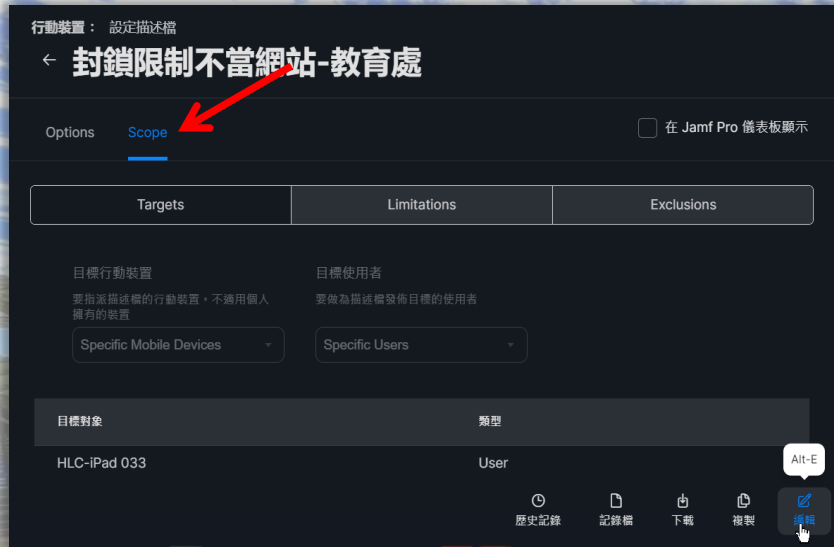 行動裝置： 設定描述檔
← 封鎖限制不當網站-教育處
Options Scope
在 Jamf Pro 儀表板顯示
Targets Limitations Exclusions
目標行動裝置 目標使用者
要指派描述檔的行動裝置，不適用個人 要做為描述檔發佈目標的使用者
擁有的裝置
Specific Mobile Devices Specific Users
目標對象 類型
HLC-iPad 033 User
Alt-E
歷史記錄 記錄檔 下載 複製 編輯